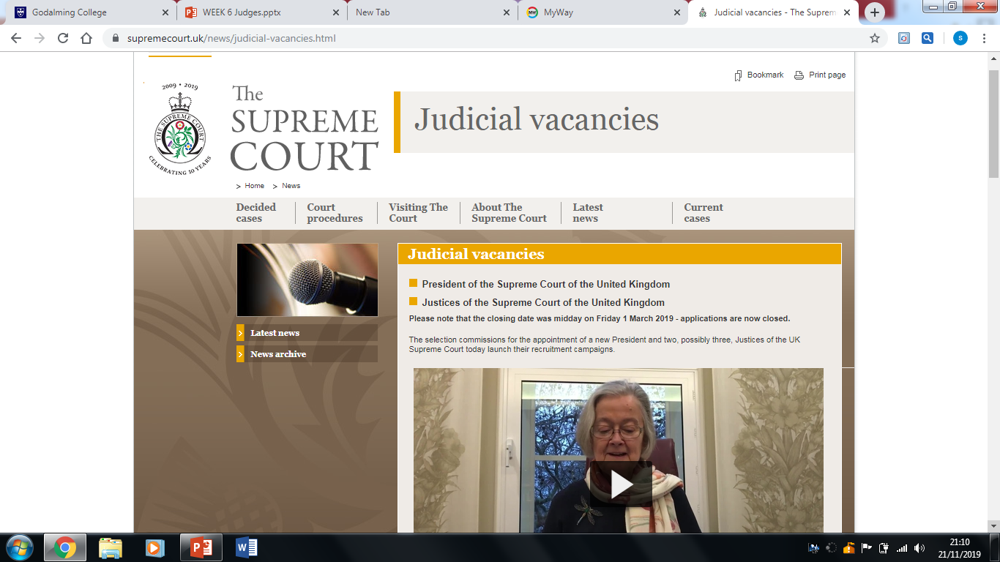 Godalming College
WEEK 6 Judges.pptx
New Tab
MyWay
Judicial vacancies - The Suprem
supremecourt.uk/news/judicial-vacancies.html
s
Bookmark
Print page
2009 • 2019
THE SUPREME COURT
CELEBRATING 10 YEARS
The
SUPREME
COURT
Judicial vacancies
> Home > News
Decided
cases
Court
procedures
Visiting The
Court
About The
Supreme Court
Latest
news
Current
cases
Latest news
News archive
Judicial vacancies
President of the Supreme Court of the United Kingdom
Justices of the Supreme Court of the United Kingdom
Please note that the closing date was midday on Friday 1 March 2019 - applications are now closed.
The selection commissions for the appointment of a new President and two, possibly three, Justices of the UK
Supreme Court today launch their recruitment campaigns.
21:10
21/11/2019